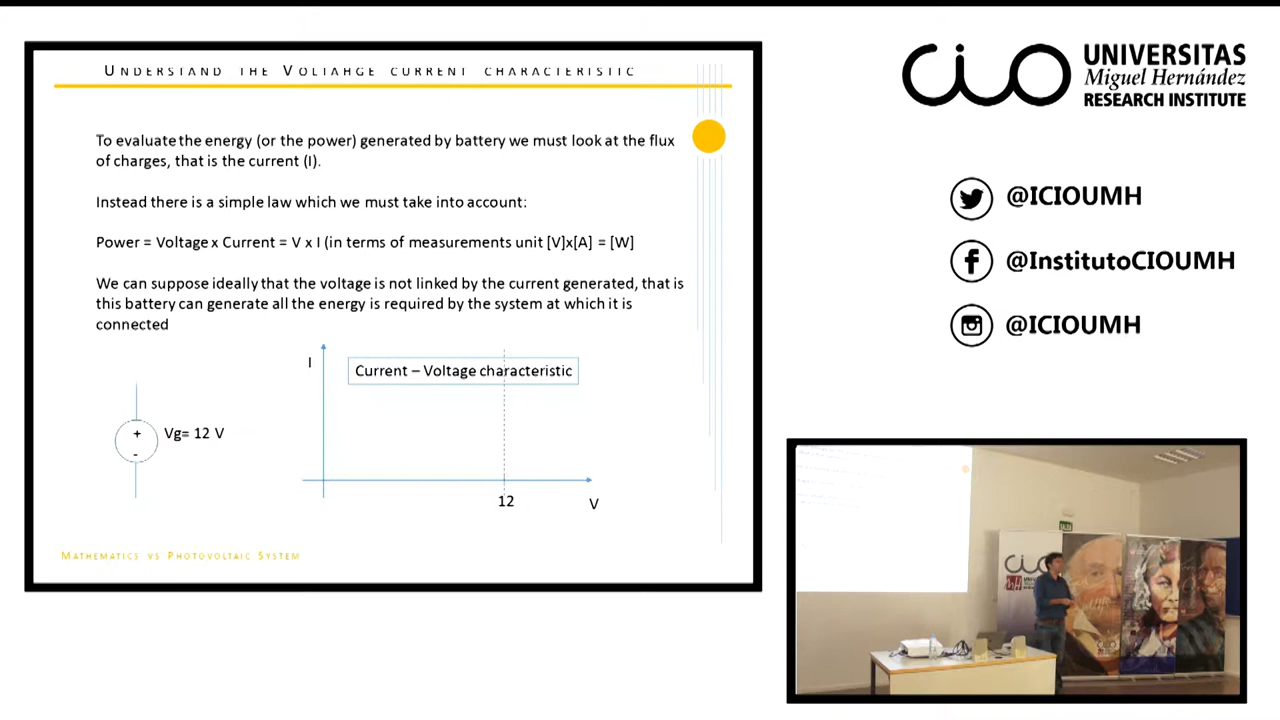 UNDERSTAND THE VOLTAHGE CURRENT CHARACTERISTIC
To evaluate the energy (or the power) generated by battery we must look at the flux
of charges, that is the current (I).
Instead there is a simple law which we must take into account:
Power = Voltage x Current = V x I (in terms of measurements unit [V]x[A] = [W]
We can suppose ideally that the voltage is not linked by the current generated, that is
this battery can generate all the energy is required by the system at which it is
connected
I
Current – Voltage characteristic
+
Vg= 12 V
-
12
V
MATHEMATICS VS PHOTOVOLTAIC SYSTEM
cio
UNIVERSITAS
Miguel Hernández
RESEARCH INSTITUTE
@ICIOUMH
@InstitutoCIOUMH
@ICIOUMH